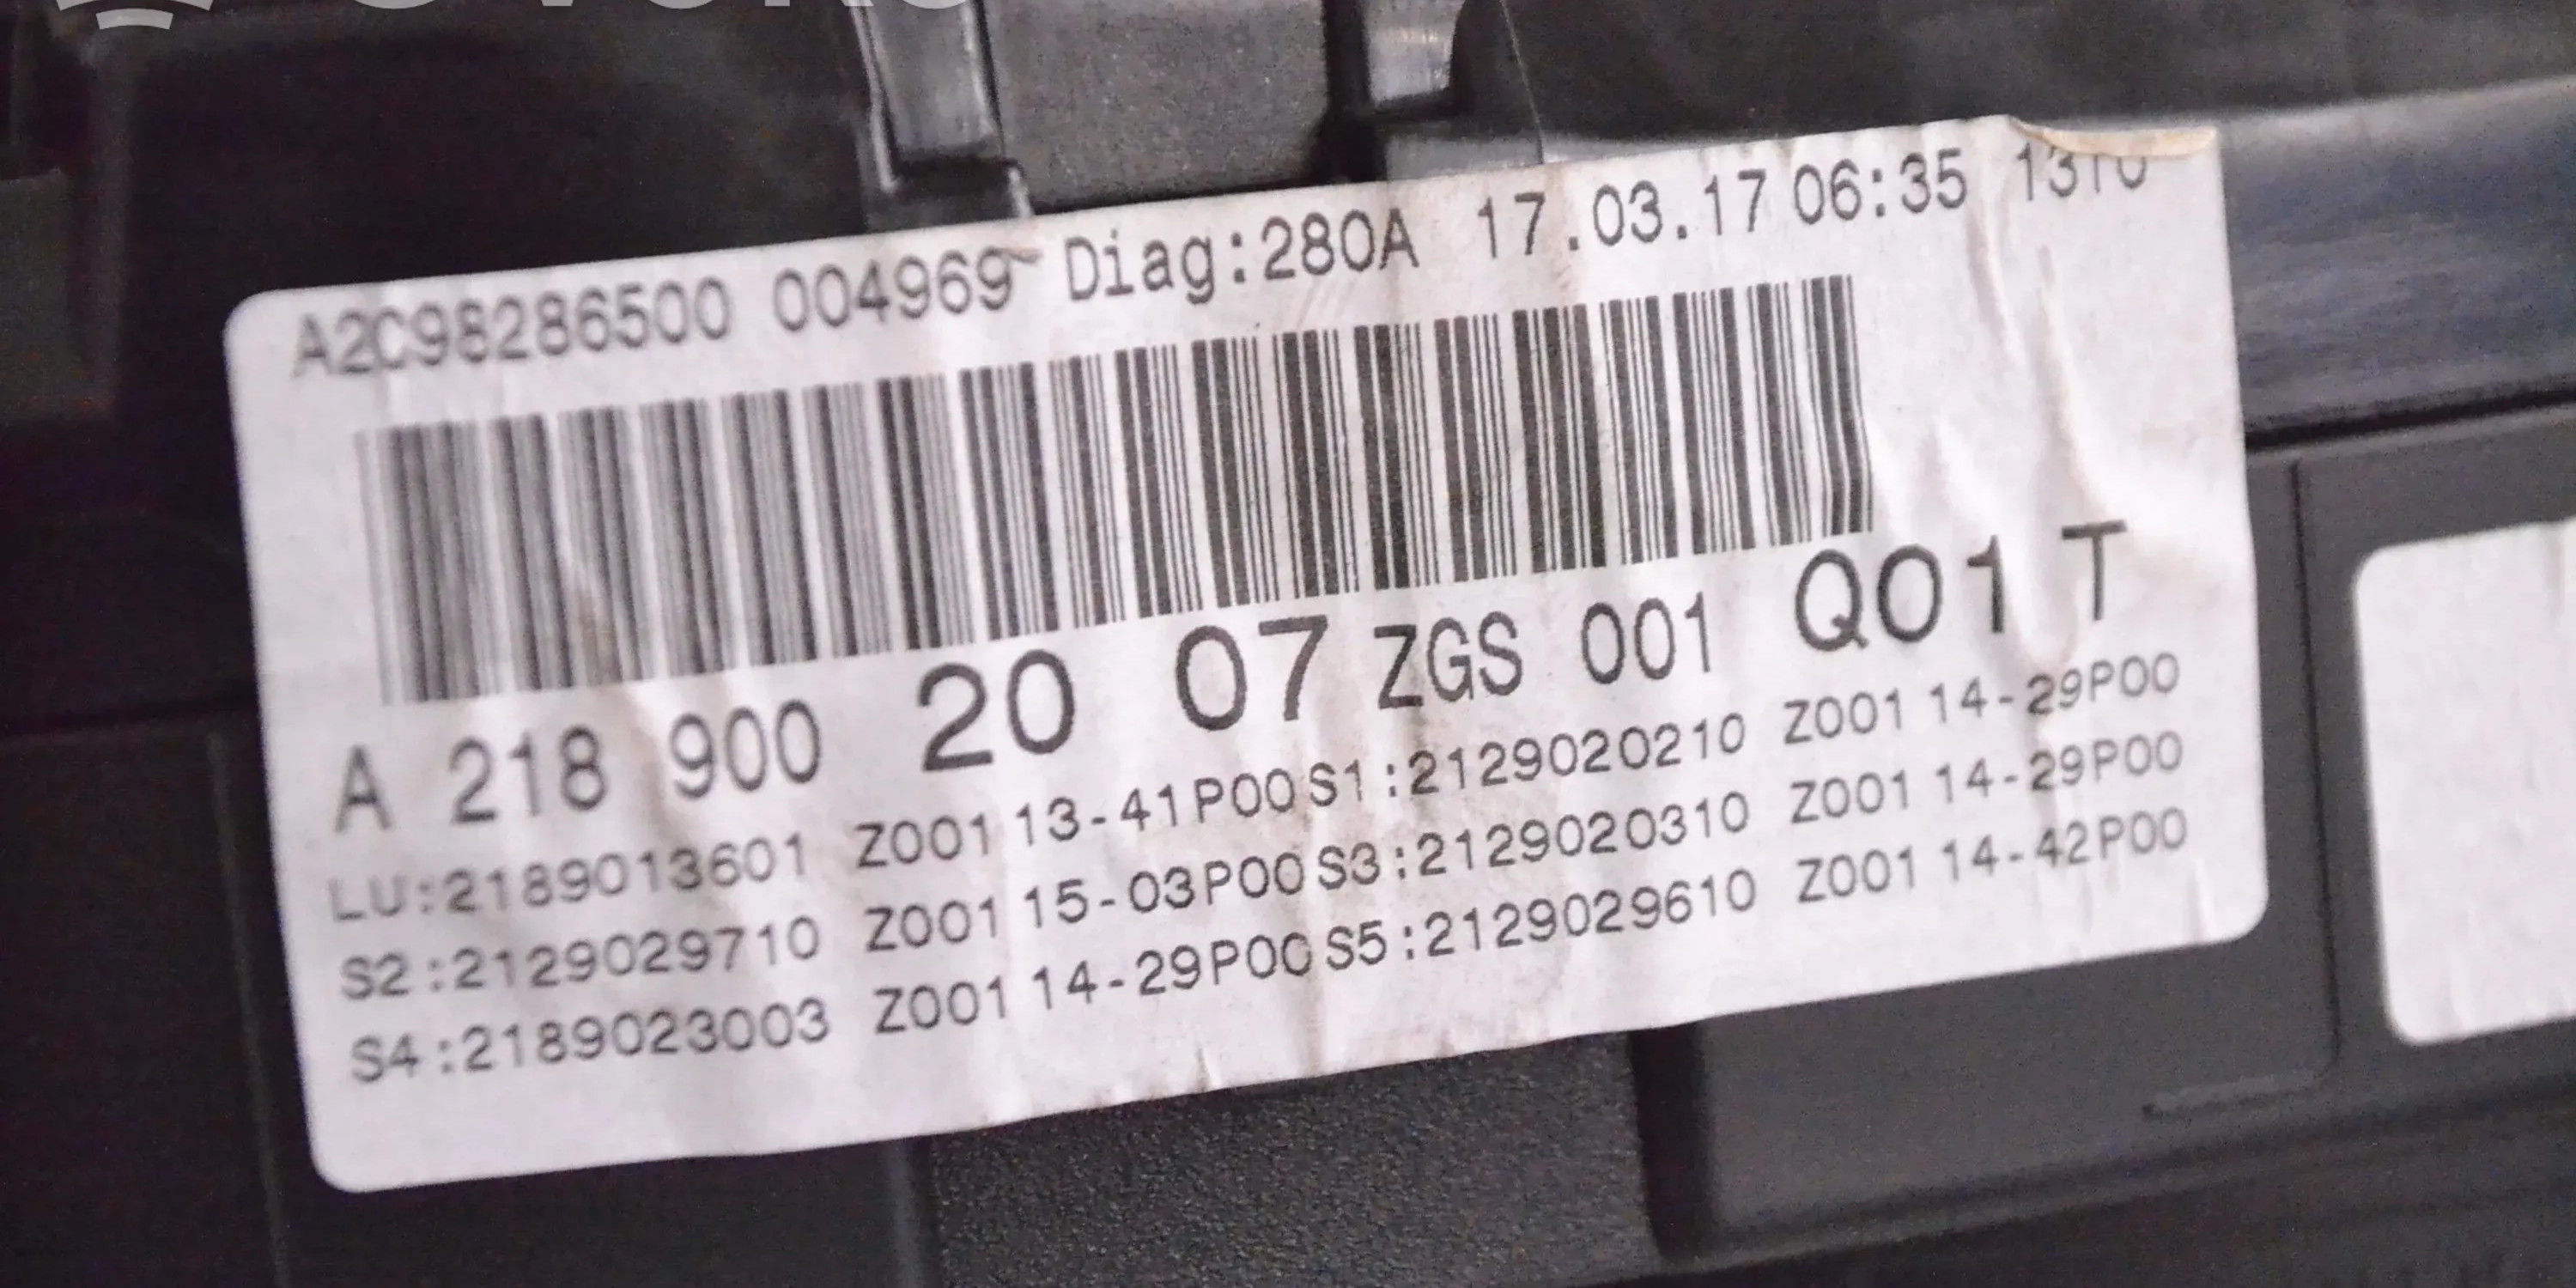 A2C98286500 004969 Diag:280A 17.03.17 06:35 1310
A 218 900 20 07 ZGS 001 Q01 T
LU:2189013601 Z001 13-41P00 S1:2129020210 Z001 14-29P00
S2:2129029710 Z001 15-03P00 S3:2129020310 Z001 14-29P00
S4:2189023003 Z001 14-29P00 S5:2129029610 Z001 14-42P00